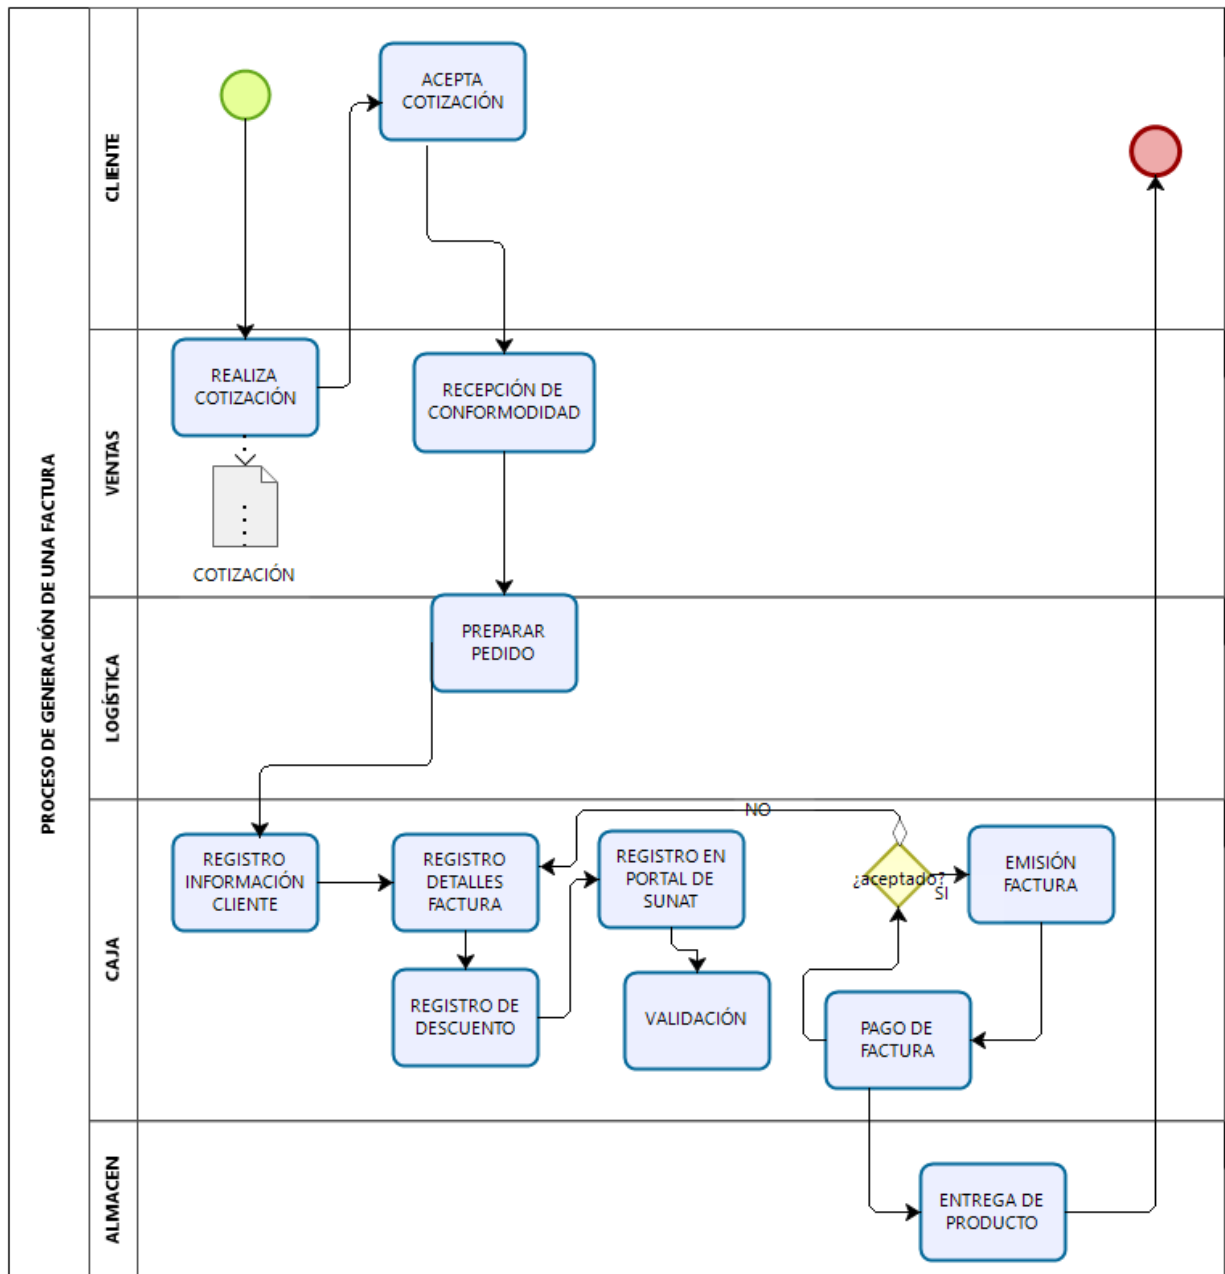 PROCESO DE GENERACIÓN DE UNA FACTURA
CLIENTE
ACEPTA
COTIZACIÓN
VENTAS
REALIZA
COTIZACIÓN
RECEPCIÓN DE
CONFORMODIDAD
COTIZACIÓN
LOGÍSTICA
PREPARAR
PEDIDO
CAJA
REGISTRO
INFORMACIÓN
CLIENTE
REGISTRO
DETALLES
FACTURA
REGISTRO EN
PORTAL DE
SUNAT
NO
¿aceptado?
SI
EMISIÓN
FACTURA
REGISTRO DE
DESCUENTO
VALIDACIÓN
PAGO DE
FACTURA
ALMACEN
ENTREGA DE
PRODUCTO